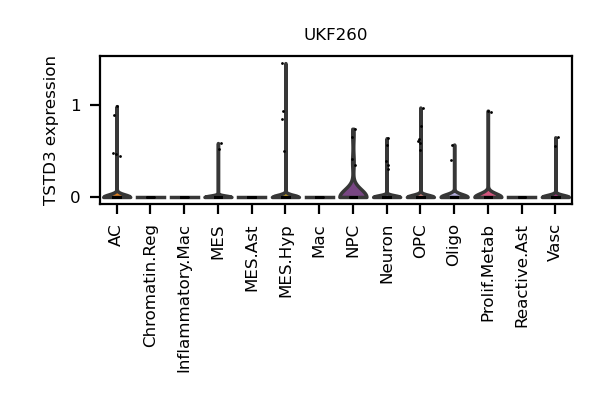 UKF260
TSTD3 expression
1
0
AC
Chromatin.Reg
Inflammatory.Mac
MES
MES.Ast
MES.Hyp
Mac
NPC
Neuron
OPC
Oligo
Prolif.Metab
Reactive.Ast
Vasc